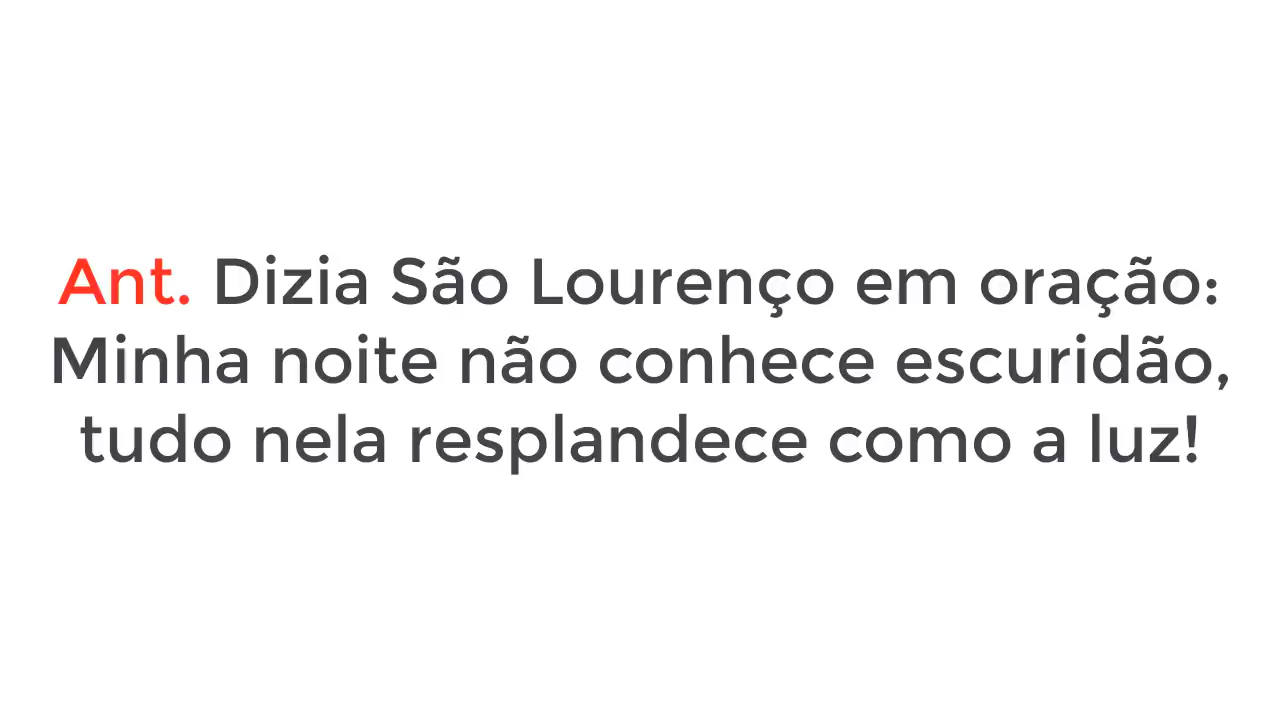 Ant. Dizia São Lourenço em oração:
Minha noite não conhece escuridão,
tudo nela resplandece como a luz!